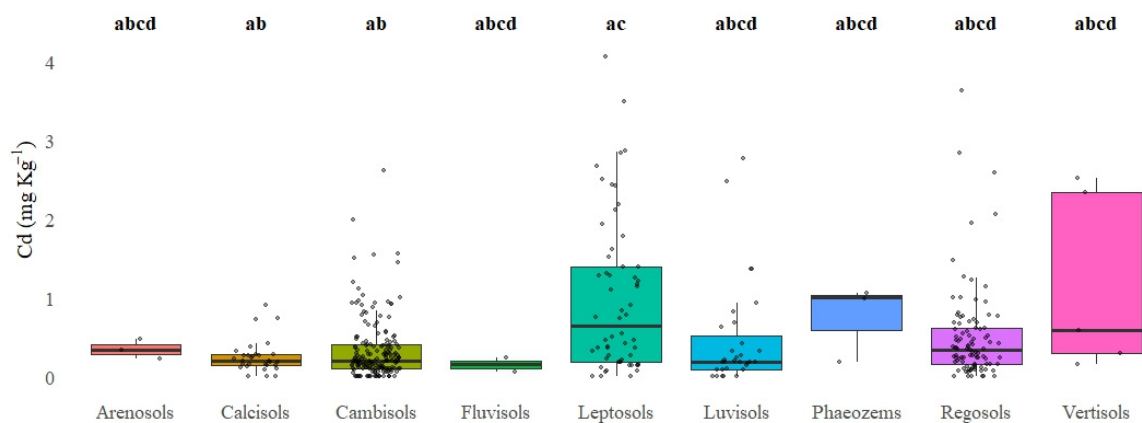 abcd ab ab abcd ac abcd abcd abcd abcd
4
3
2
1
0
Cd (mg Kg⁻¹)
Arenosols Calcisols Cambisols Fluvisols Leptosols Luvisols Phaeozems Regosols Vertisols